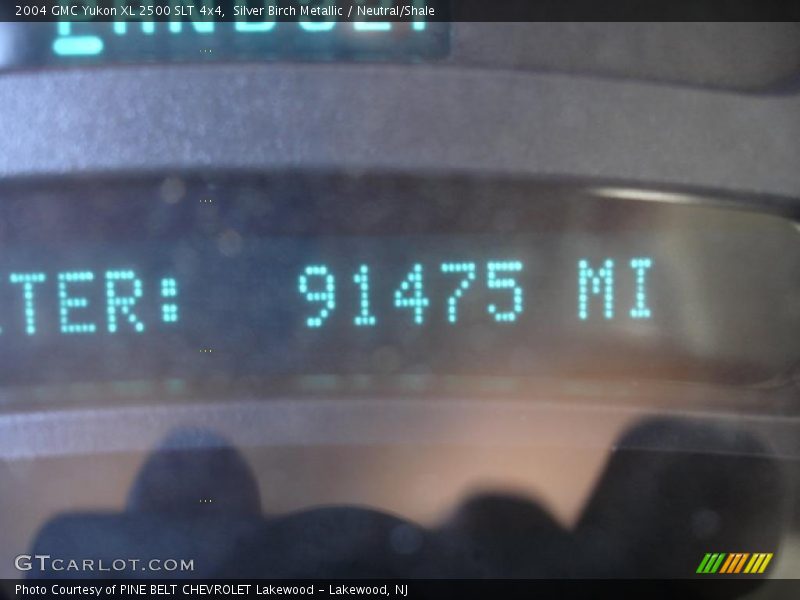 2004 GMC Yukon XL 2500 SLT 4x4, Silver Birch Metallic / Neutral/Shale
TER: 91475 MI
GTCARLOT.COM
Photo Courtesy of PINE BELT CHEVROLET Lakewood - Lakewood, NJ